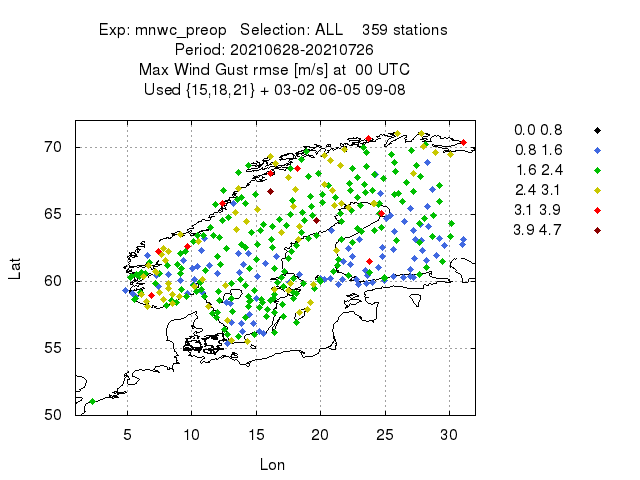 Exp: mnwc_preop Selection: ALL 359 stations
Period: 20210628-20210726
Max Wind Gust rmse [m/s] at 00 UTC
Used {15,18,21} + 03-02 06-05 09-08
0.0 0.8
0.8 1.6
1.6 2.4
2.4 3.1
3.1 3.9
3.9 4.7
70
65
60
55
50
Lat
5 10 15 20 25 30
Lon